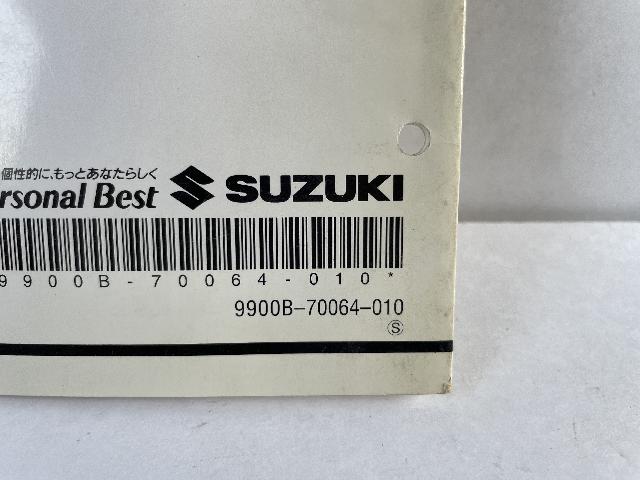 個性的に、もっとあなたらしく
ersonal Best SUZUKI
9900B-70064-010*
9900B-70064-010
S